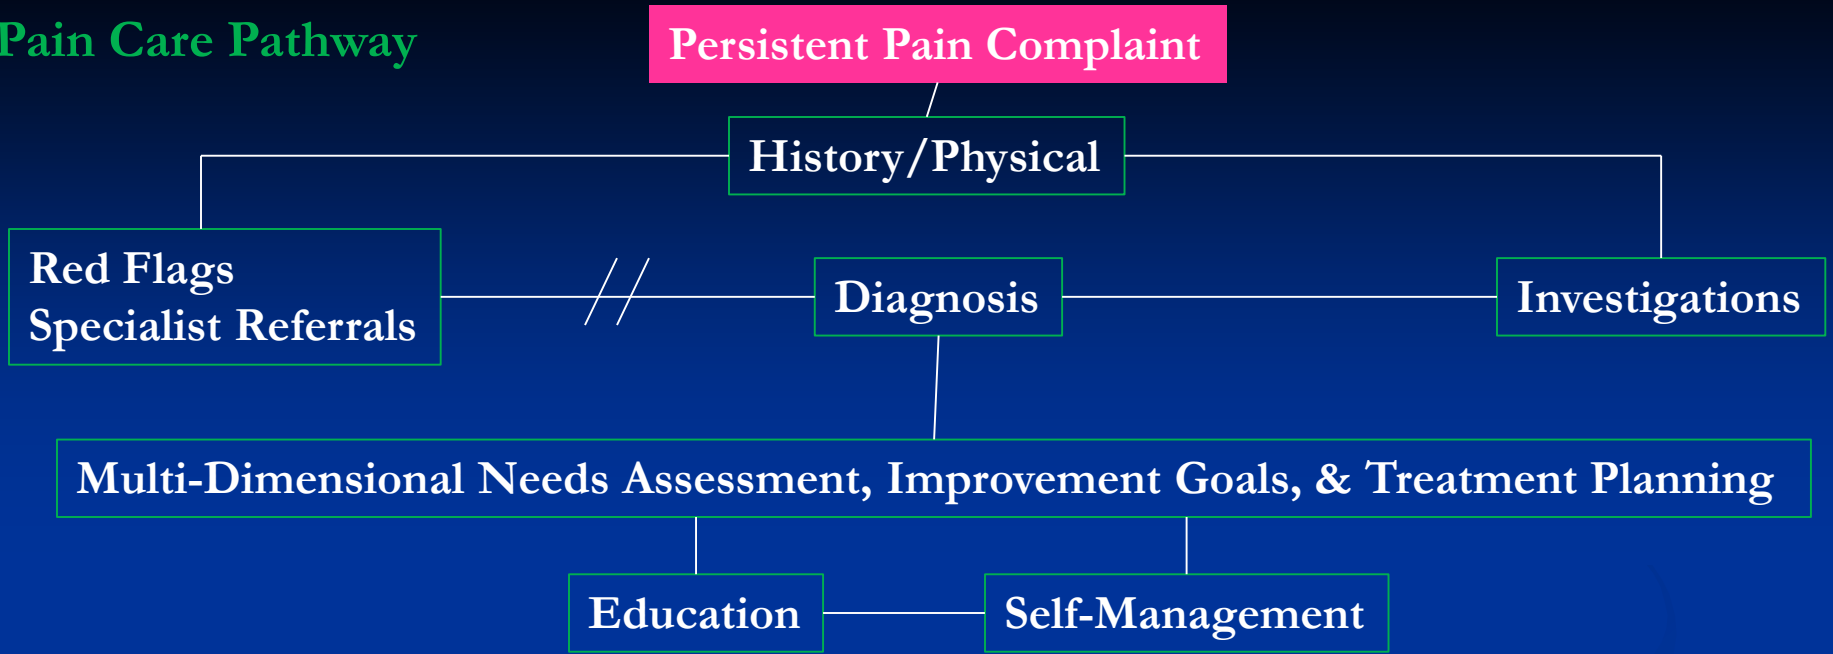 Pain Care Pathway
Persistent Pain Complaint
History/Physical
Red Flags
Specialist Referrals
Diagnosis
Investigations
Multi-Dimensional Needs Assessment, Improvement Goals, & Treatment Planning
Education
Self-Management